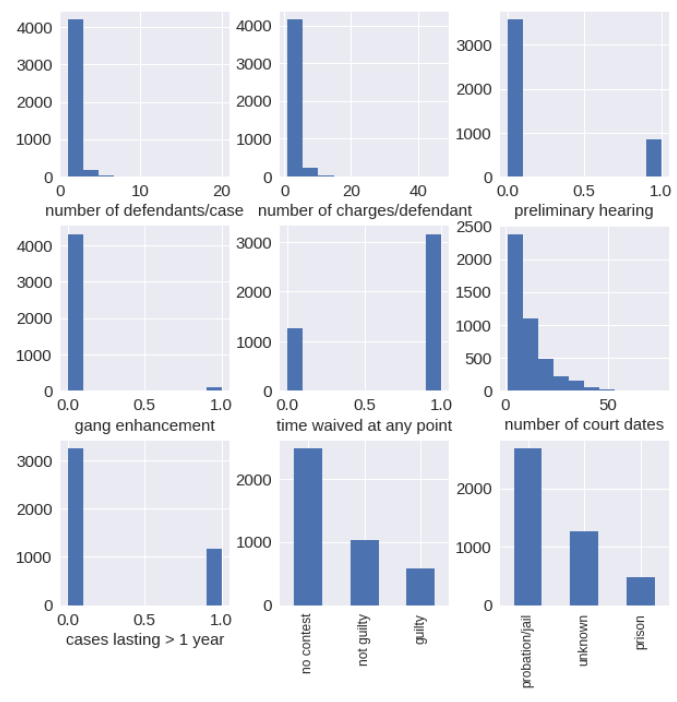 4000
3000
2000
1000
0
0 10 20
number of defendants/case
4000
3000
2000
1000
0
0 20 40
number of charges/defendant
3000
2000
1000
0
0.0 0.5 1.0
preliminary hearing
4000
3000
2000
1000
0
0.0 0.5 1.0
gang enhancement
3000
2000
1000
0
0.0 0.5 1.0
time waived at any point
2500
2000
1500
1000
500
0
0 50
number of court dates
3000
2000
1000
0
0.0 0.5 1.0
cases lasting > 1 year
2000
1000
0
no contest
not guilty
guilty
2000
1000
0
probation/jail
unknown
prison